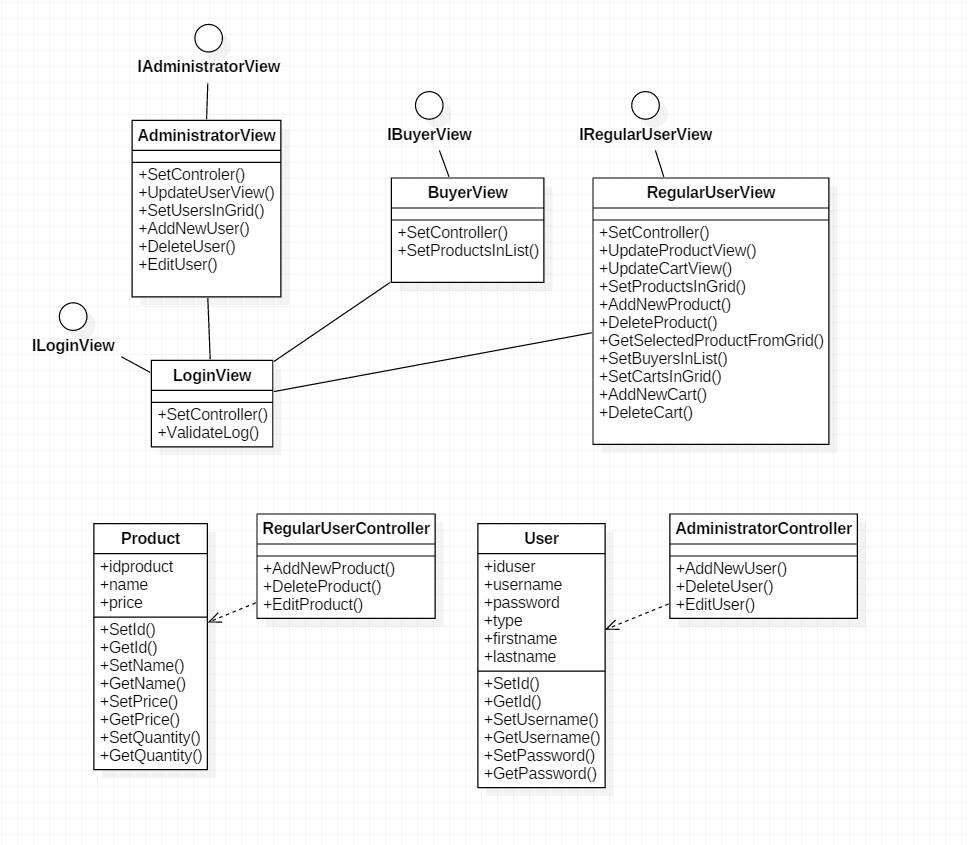 IAdministratorView
AdministratorView
+SetControler()
+UpdateUserView()
+SetUsersInGrid()
+AddNewUser()
+DeleteUser()
+EditUser()
IBuyerView
BuyerView
+SetController()
+SetProductsInList()
IRegularUserView
RegularUserView
+SetController()
+UpdateProductView()
+UpdateCartView()
+SetProductsInGrid()
+AddNewProduct()
+DeleteProduct()
+GetSelectedProductFromGrid()
+SetBuyersInList()
+SetCartsInGrid()
+AddNewCart()
+DeleteCart()
ILoginView
LoginView
+SetController()
+ValidateLog()
Product
+idproduct
+name
+price
+SetId()
+GetId()
+SetName()
+GetName()
+SetPrice()
+GetPrice()
+SetQuantity()
+GetQuantity()
RegularUserController
+AddNewProduct()
+DeleteProduct()
+EditProduct()
User
+iduser
+username
+password
+type
+firstname
+lastname
+SetId()
+GetId()
+SetUsername()
+GetUsername()
+SetPassword()
+GetPassword()
AdministratorController
+AddNewUser()
+DeleteUser()
+EditUser()